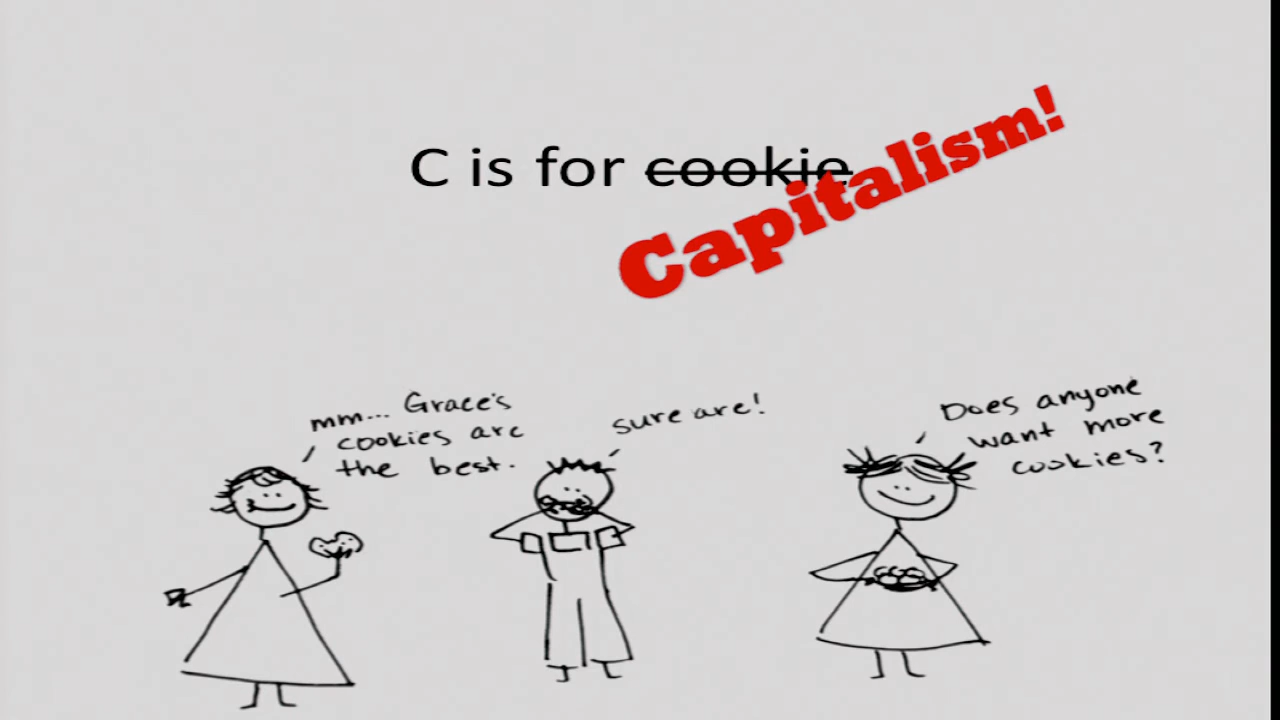 C is for cookie
Capitalism!
mm... Grace's
cookies are
the best.
sure are!
Does anyone
want more
cookies?